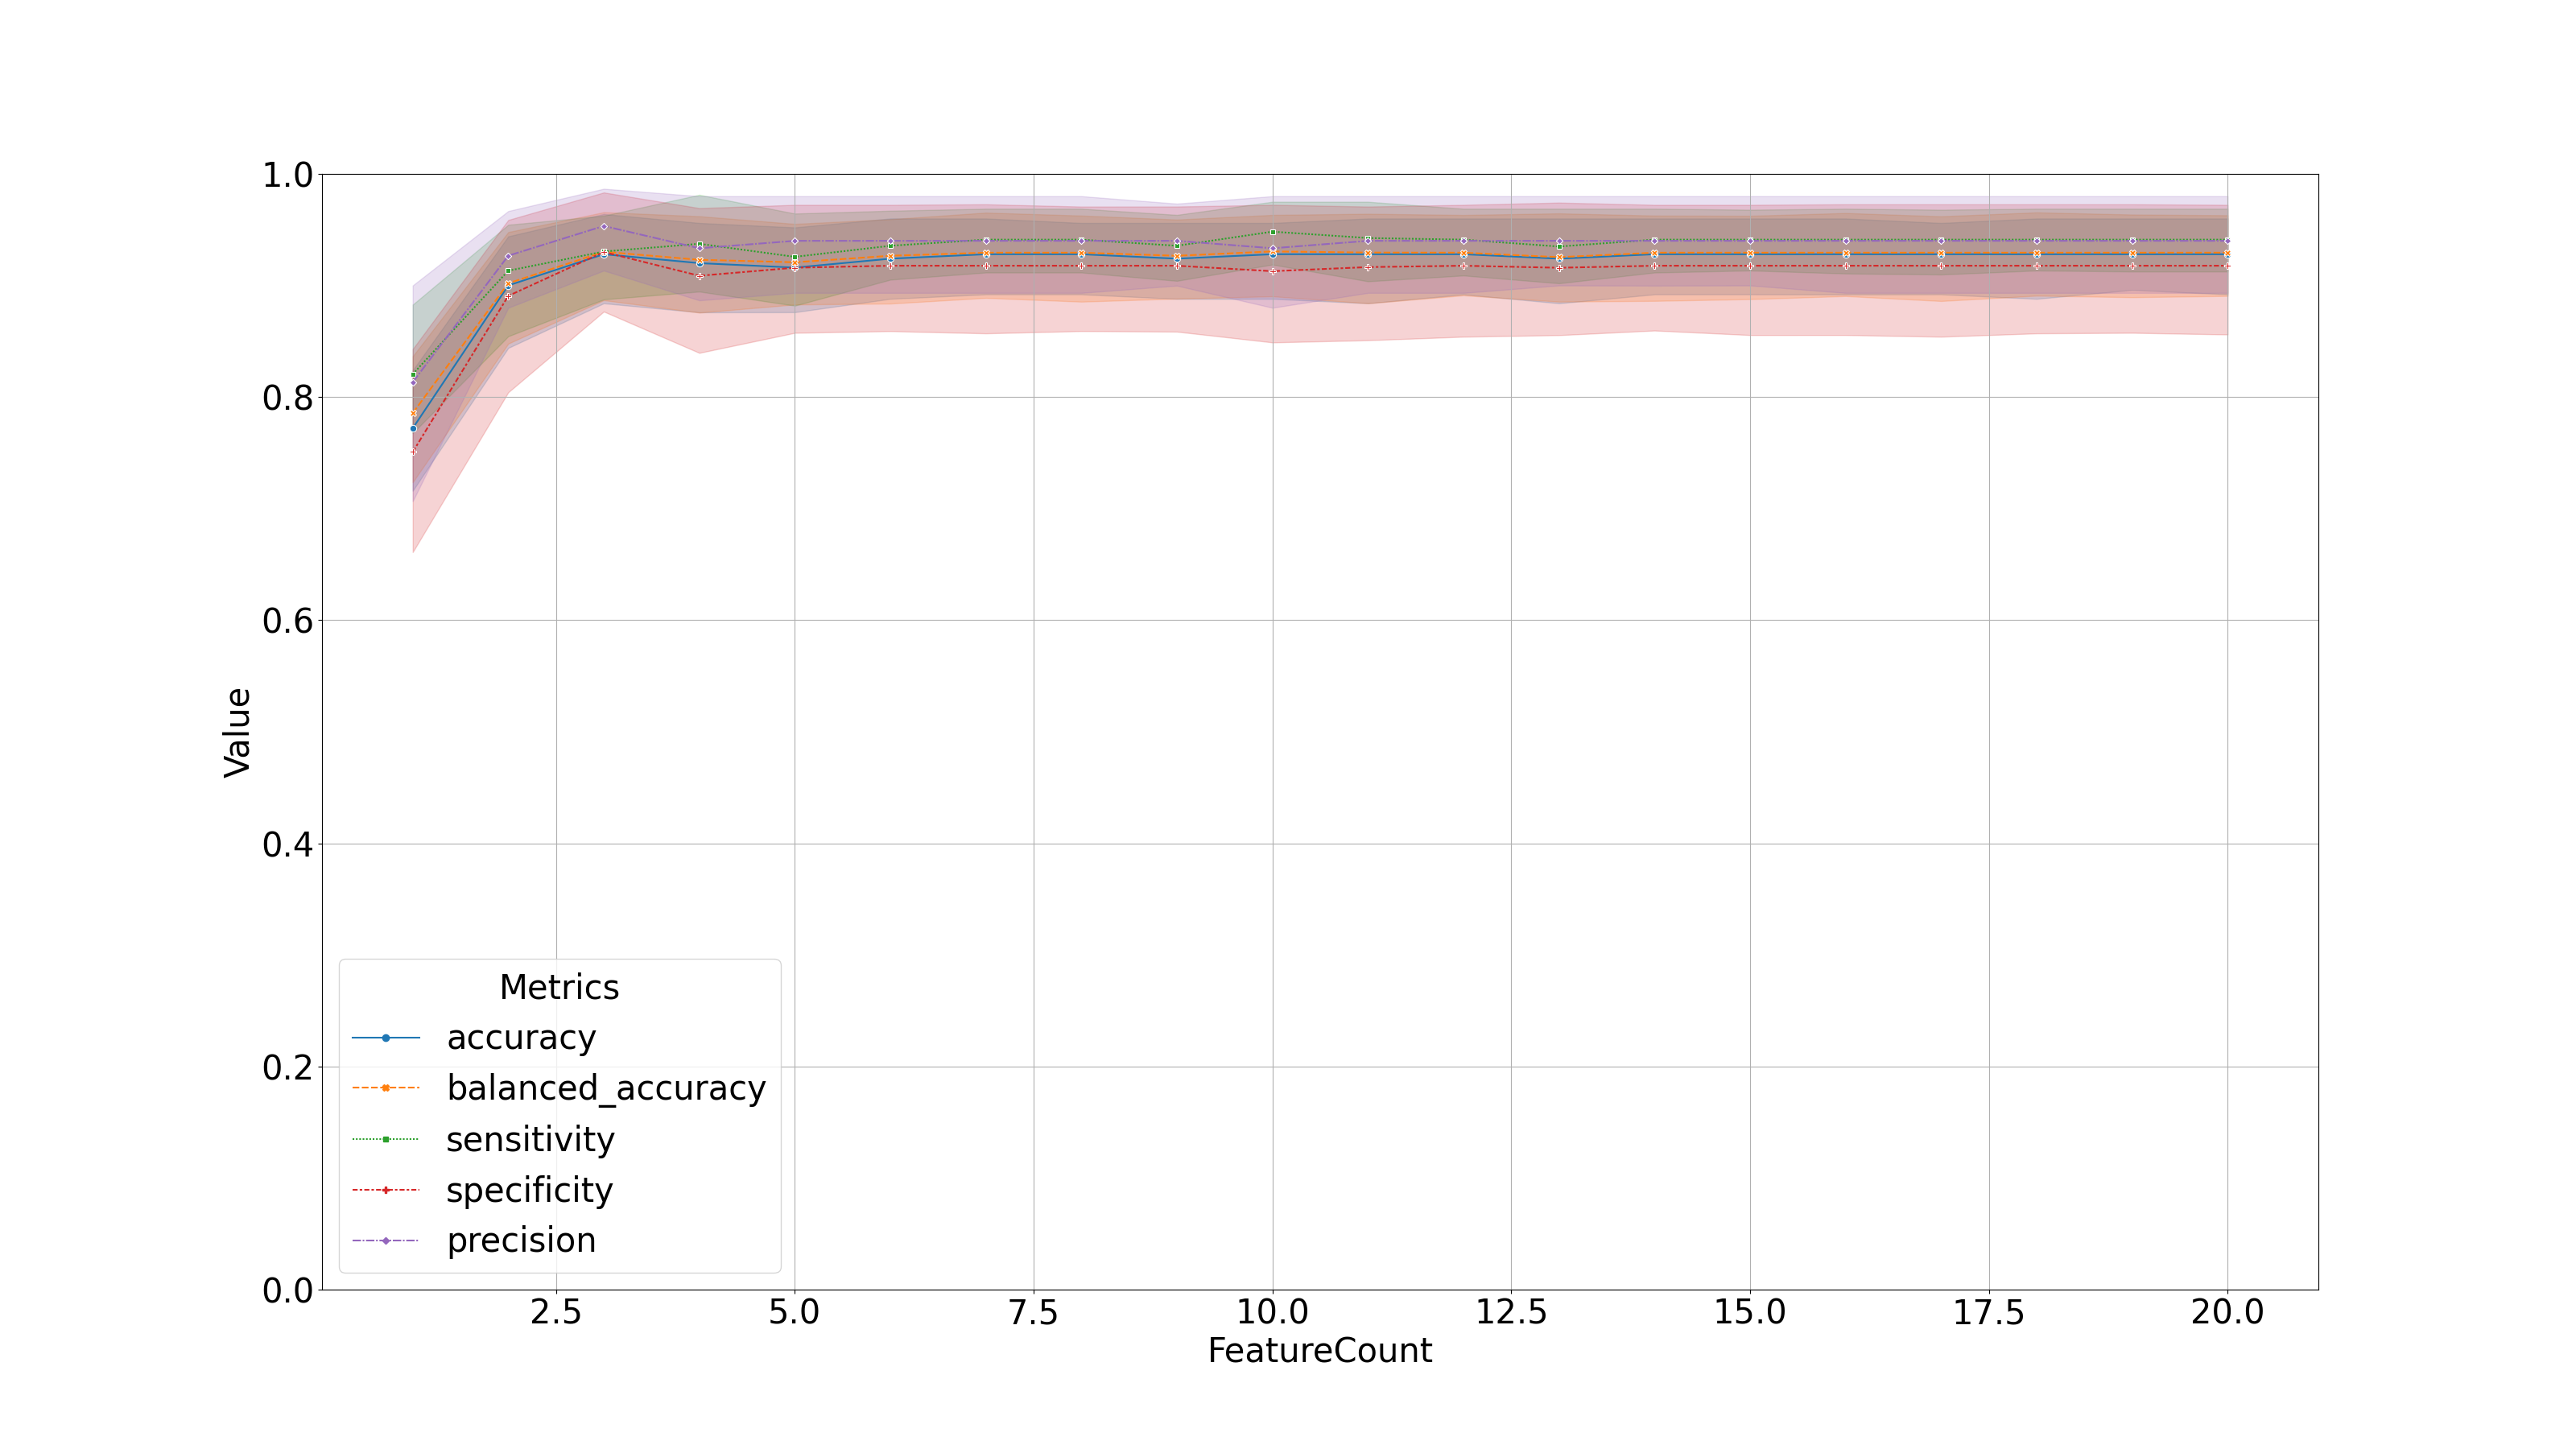 1.0
0.8
0.6
0.4
0.2
0.0
Value
Metrics
accuracy
balanced_accuracy
sensitivity
specificity
precision
2.5 5.0 7.5 10.0 12.5 15.0 17.5 20.0
FeatureCount